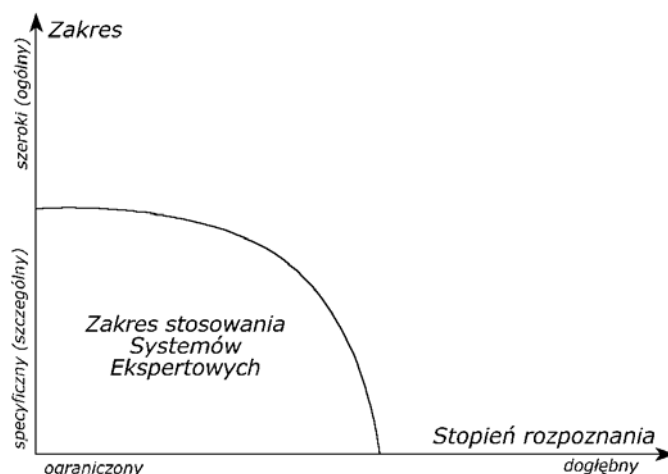 Zakres
szeroki (ogólny)
specyficzny (szczególny)
Zakres stosowania
Systemów
Ekspertowych
Stopień rozpoznania
ograniczony
dogłębny